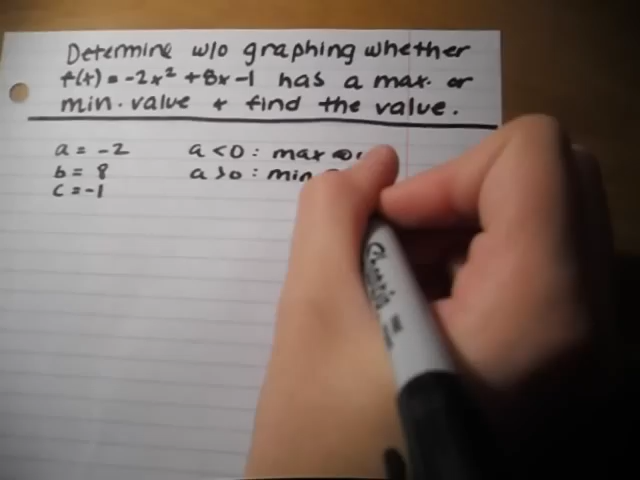 Determine w/o graphing whether
f(x) = -2x² + 8x - 1 has a max. or
min. value + find the value.
a = -2 a < 0 : max @
b = 8 a > 0 : min
c = -1
Sharpie